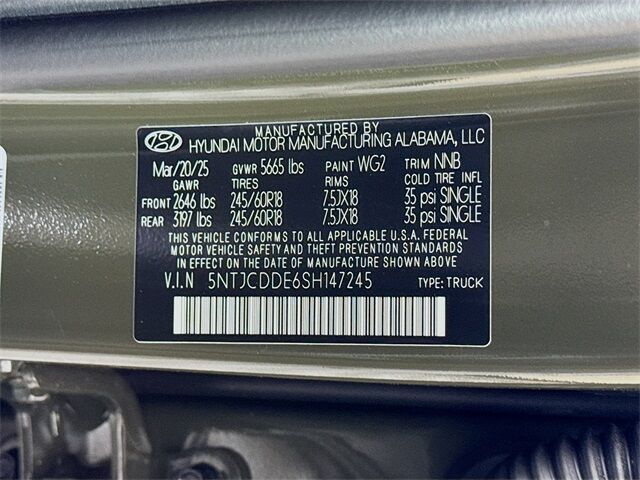 MANUFACTURED BY
HYUNDAI MOTOR MANUFACTURING ALABAMA, LLC
Mar/20/25 GVWR 5665 lbs PAINT WG2 TRIM NNB
GAWR TIRES RIMS COLD TIRE INFL
FRONT 2646 lbs 245/60R18 7.5JX18 35 psi SINGLE
REAR 3197 lbs 245/60R18 7.5JX18 35 psi SINGLE
THIS VEHICLE CONFORMS TO ALL APPLICABLE U.S.A. FEDERAL
MOTOR VEHICLE SAFETY AND THEFT PREVENTION STANDARDS
IN EFFECT ON THE DATE OF MANUFACTURE SHOWN ABOVE
V.I.N 5NTJCDDE6SH147245 TYPE: TRUCK